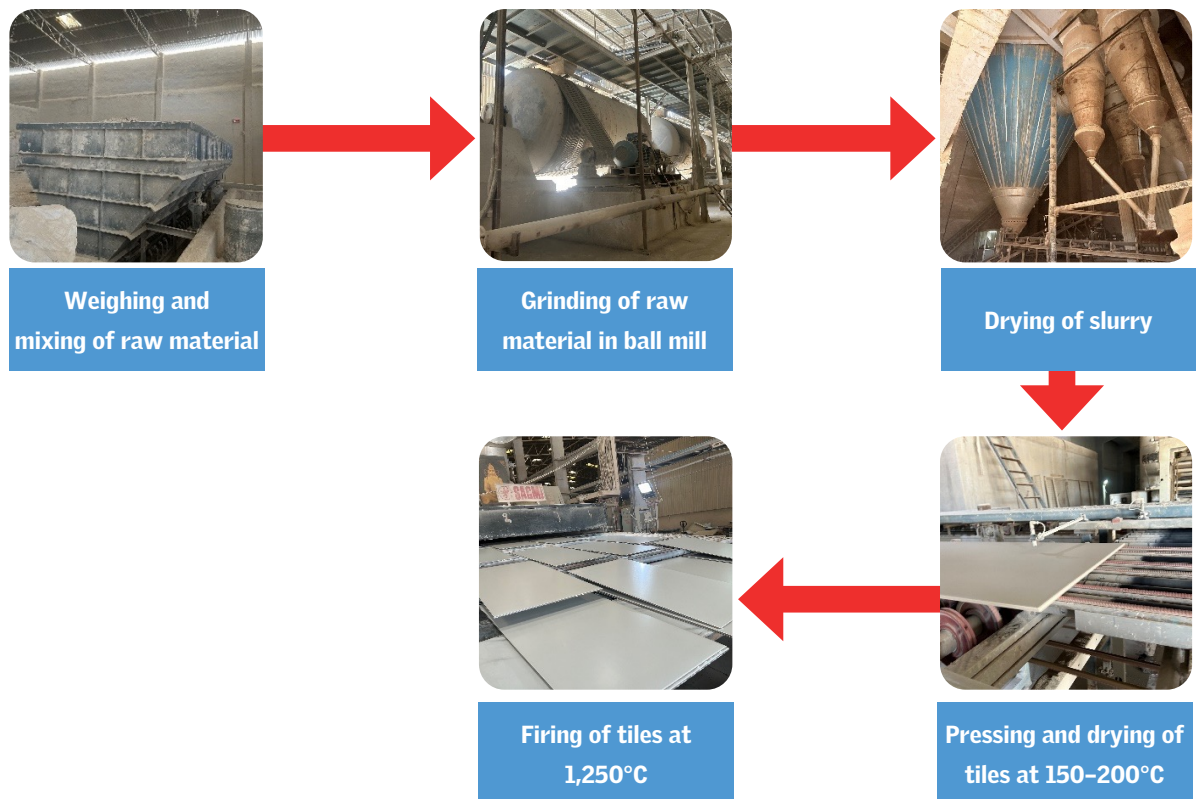 Weighing and
mixing of raw material
Grinding of raw
material in ball mill
Drying of slurry
SACMI
Firing of tiles at
1,250°C
Pressing and drying of
tiles at 150–200°C